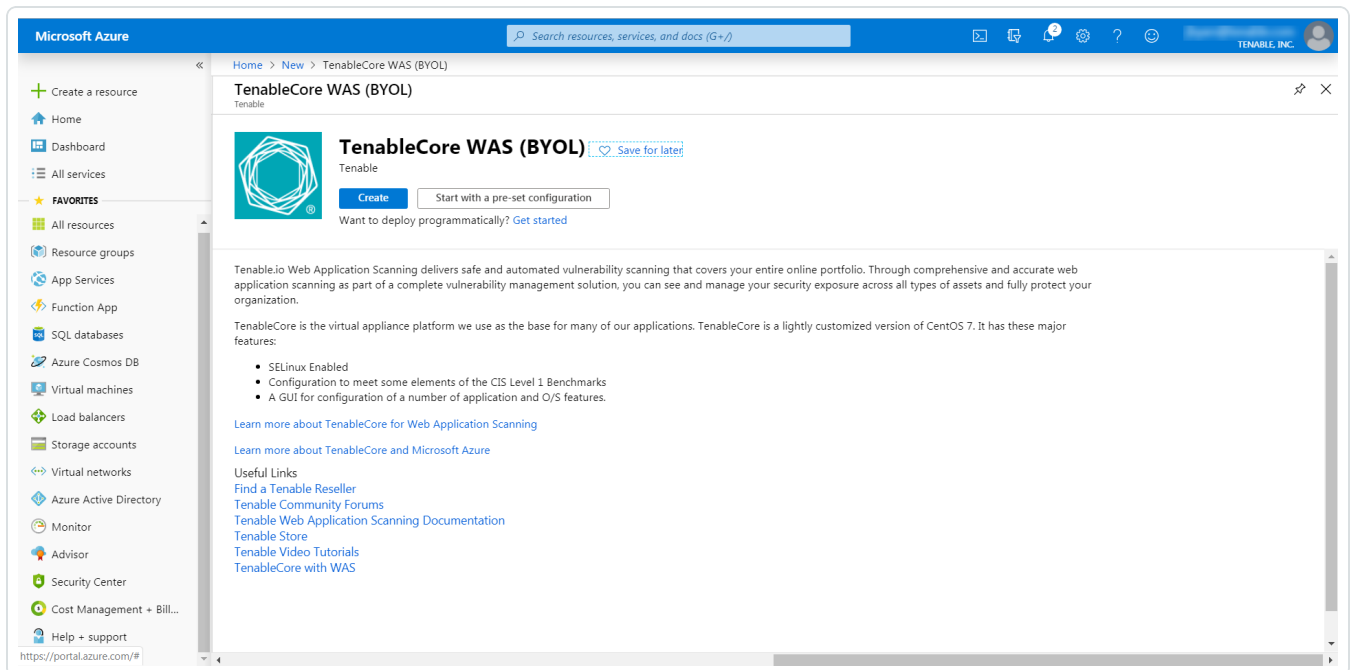 Microsoft Azure
Search resources, services, and docs (G+/)
2
TENABLE, INC.
«
Home > New > TenableCore WAS (BYOL)
Create a resource
Home
Dashboard
All services
FAVORITES
All resources
Resource groups
App Services
Function App
SQL databases
Azure Cosmos DB
Virtual machines
Load balancers
Storage accounts
Virtual networks
Azure Active Directory
Monitor
Advisor
Security Center
Cost Management + Bill...
Help + support
https://portal.azure.com/#
TenableCore WAS (BYOL)
Tenable
TenableCore WAS (BYOL) Save for later
Tenable
Create Start with a pre-set configuration
Want to deploy programmatically? Get started
Tenable.io Web Application Scanning delivers safe and automated vulnerability scanning that covers your entire online portfolio. Through comprehensive and accurate web
application scanning as part of a complete vulnerability management solution, you can see and manage your security exposure across all types of assets and fully protect your
organization.
TenableCore is the virtual appliance platform we use as the base for many of our applications. TenableCore is a lightly customized version of CentOS 7. It has these major
features:
• SELinux Enabled
• Configuration to meet some elements of the CIS Level 1 Benchmarks
• A GUI for configuration of a number of application and O/S features.
Learn more about TenableCore for Web Application Scanning
Learn more about TenableCore and Microsoft Azure
Useful Links
Find a Tenable Reseller
Tenable Community Forums
Tenable Web Application Scanning Documentation
Tenable Store
Tenable Video Tutorials
TenableCore with WAS